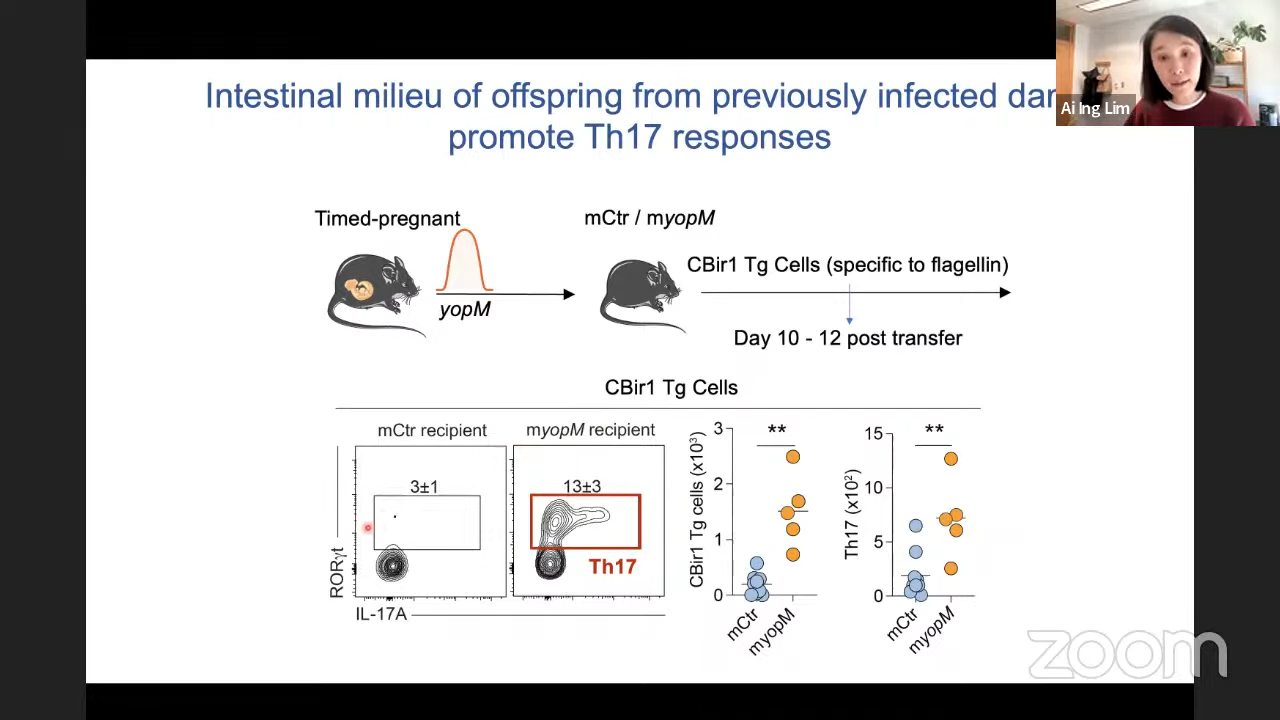 Intestinal milieu of offspring from previously infected dam
promote Th17 responses
Ai Ing Lim
Timed-pregnant
yopM
mCtr / myopM
CBir1 Tg Cells (specific to flagellin)
Day 10 - 12 post transfer
CBir1 Tg Cells
mCtr recipient
myopM recipient
3±1
13±3
Th17
RORγt
IL-17A
CBir1 Tg cells (x10³)
3
2
1
0
**
mCtr
myopM
Th17 (x10²)
15
10
5
0
**
mCtr
myopM
zoom